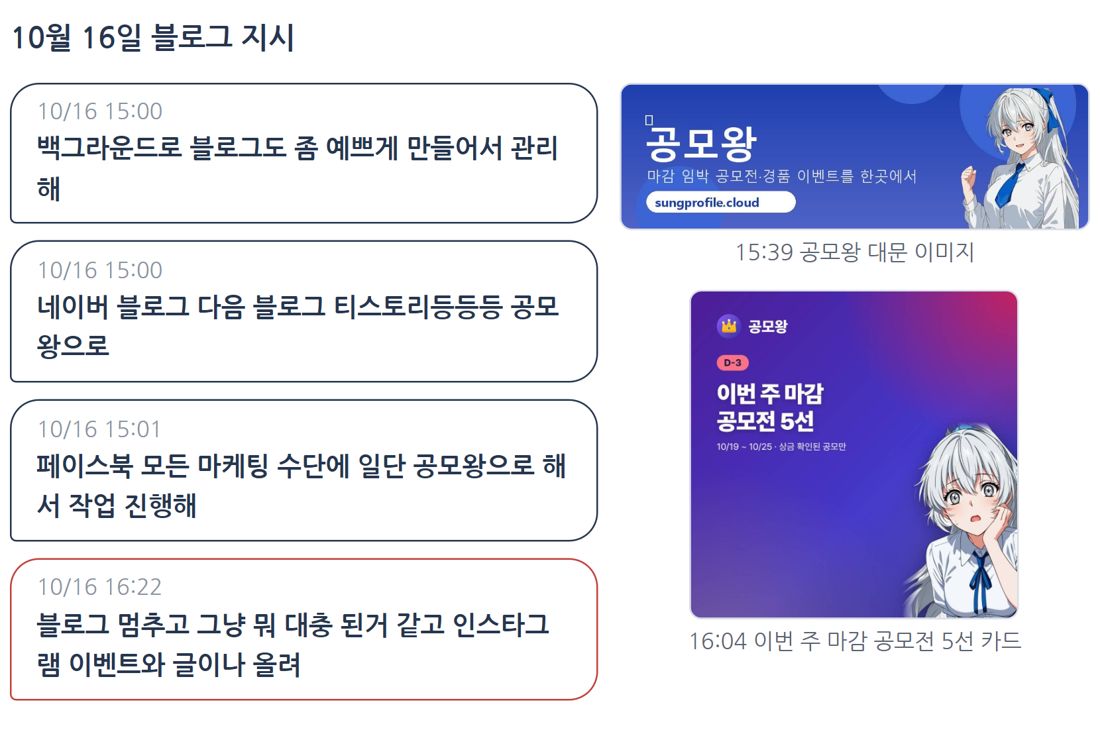 10월 16일 블로그 지시
10/16 15:00
백그라운드로 블로그도 좀 예쁘게 만들어서 관리
해
10/16 15:00
네이버 블로그 다음 블로그 티스토리등등등 공모
왕으로
10/16 15:01
페이스북 모든 마케팅 수단에 일단 공모왕으로 해
서 작업 진행해
10/16 16:22
블로그 멈추고 그냥 뭐 대충 된거 같고 인스타그
램 이벤트와 글이나 올려
공모왕
마감 임박 공모전·경품 이벤트를 한곳에서
sungprofile.cloud
15:39 공모왕 대문 이미지
공모왕
D-3
이번 주 마감
공모전 5선
10/19 ~ 10/25 · 상금 확인된 공모만
16:04 이번 주 마감 공모전 5선 카드